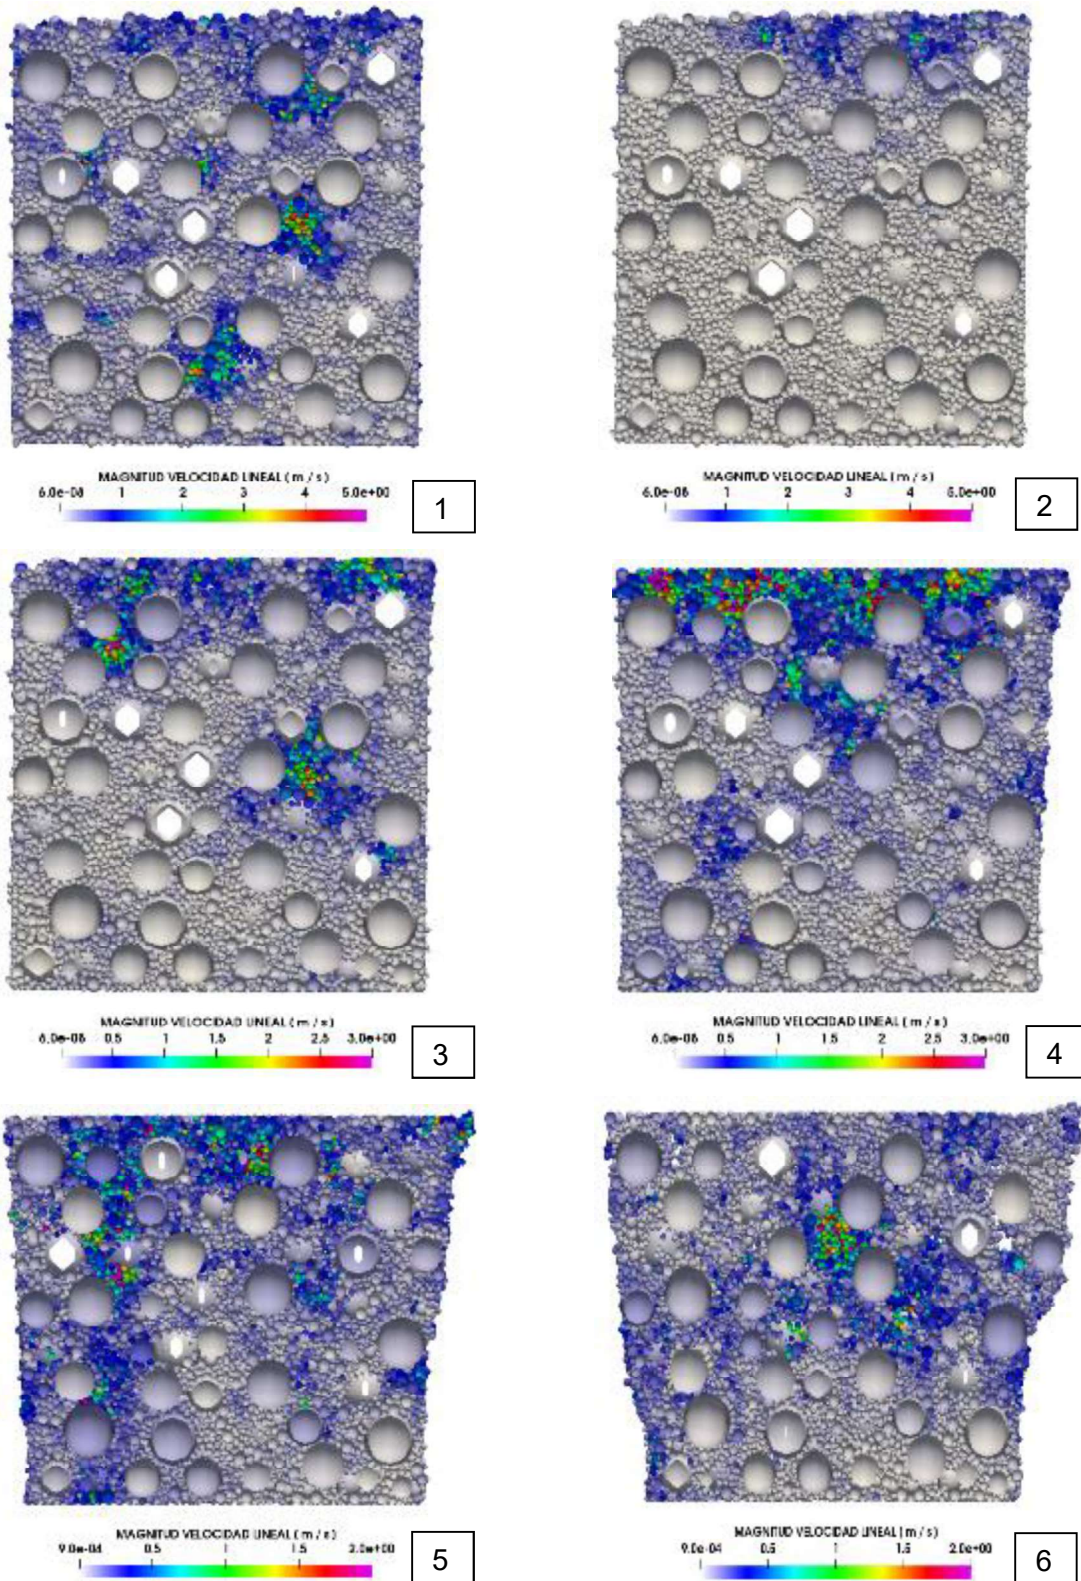 MAGNITUD VELOCIDAD LINEAL ( m / s )
6.0e-08 1 2 3 4 5.0e+00
1
MAGNITUD VELOCIDAD LINEAL ( m / s )
6.0e-08 1 2 3 4 5.0e+00
2
MAGNITUD VELOCIDAD LINEAL ( m / s )
6.0e-08 0.5 1 1.5 2 2.5 3.0e+00
3
MAGNITUD VELOCIDAD LINEAL ( m / s )
6.0e-08 0.5 1 1.5 2 2.5 3.0e+00
4
MAGNITUD VELOCIDAD LINEAL ( m / s )
9.0e-04 0.5 1 1.5 2.0e+00
5
MAGNITUD VELOCIDAD LINEAL ( m / s )
9.0e-04 0.5 1 1.5 2.0e+00
6